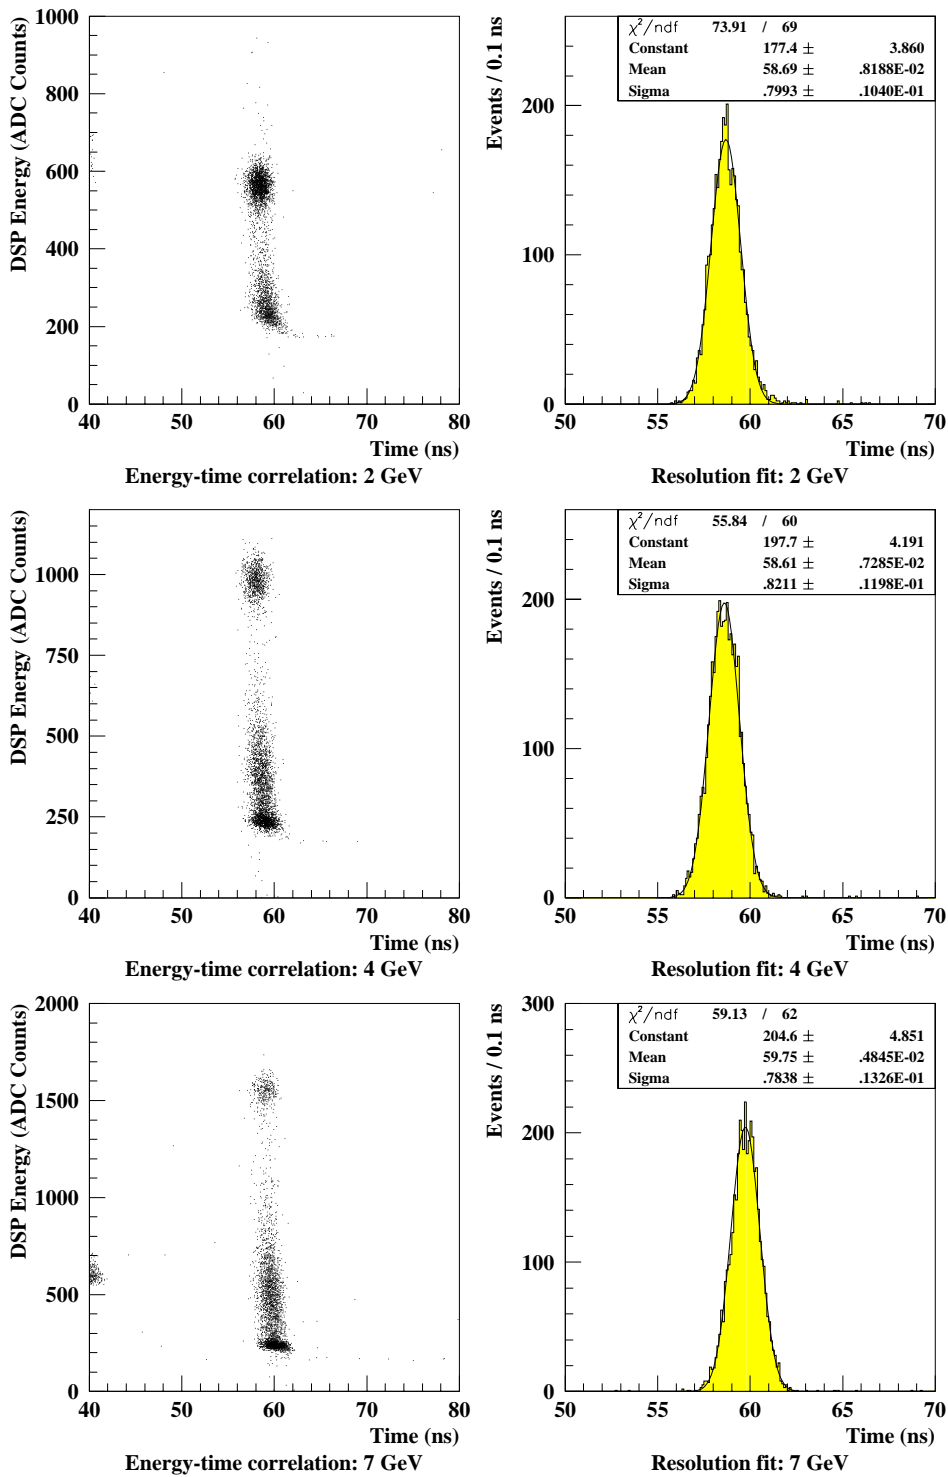 DSP Energy (ADC Counts)
1000
800
600
400
200
0
40 50 60 70 80
Time (ns)
Energy-time correlation: 2 GeV
Events / 0.1 ns
χ²/ndf 73.91 / 69
Constant 177.4 ± 3.860
Mean 58.69 ± .8188E-02
Sigma .7993 ± .1040E-01
200
100
0
50 55 60 65 70
Time (ns)
Resolution fit: 2 GeV
DSP Energy (ADC Counts)
1000
750
500
250
0
40 50 60 70 80
Time (ns)
Energy-time correlation: 4 GeV
Events / 0.1 ns
χ²/ndf 55.84 / 60
Constant 197.7 ± 4.191
Mean 58.61 ± .7285E-02
Sigma .8211 ± .1198E-01
200
100
0
50 55 60 65 70
Time (ns)
Resolution fit: 4 GeV
DSP Energy (ADC Counts)
2000
1500
1000
500
0
40 50 60 70 80
Time (ns)
Energy-time correlation: 7 GeV
Events / 0.1 ns
χ²/ndf 59.13 / 62
Constant 204.6 ± 4.851
Mean 59.75 ± .4845E-02
Sigma .7838 ± .1326E-01
300
200
100
0
50 55 60 65 70
Time (ns)
Resolution fit: 7 GeV